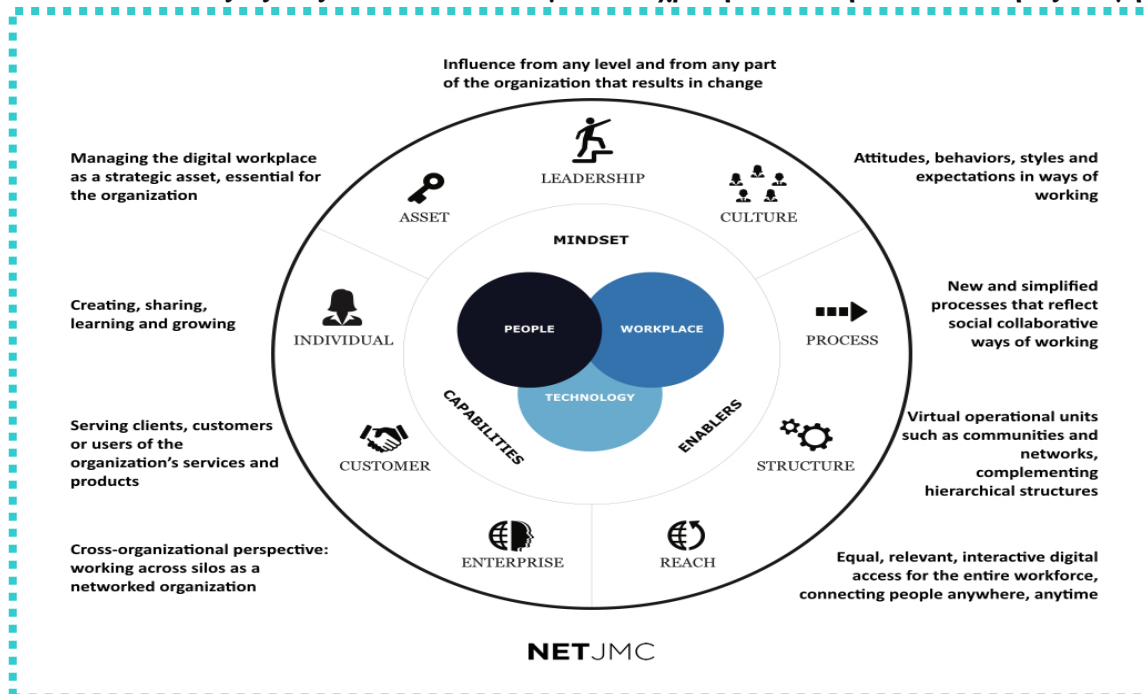 Influence from any level and from any part
of the organization that results in change
Managing the digital workplace
as a strategic asset, essential for
the organization
Attitudes, behaviors, styles and
expectations in ways of
working
LEADERSHIP
ASSET
CULTURE
MINDSET
Creating, sharing,
learning and growing
New and simplified
processes that reflect
social collaborative
ways of working
INDIVIDUAL
PEOPLE
WORKPLACE
PROCESS
TECHNOLOGY
CAPABILITIES
ENABLERS
Serving clients, customers
or users of the
organization's services and
products
Virtual operational units
such as communities and
networks,
complementing
hierarchical structures
CUSTOMER
STRUCTURE
ENTERPRISE
REACH
Cross-organizational perspective:
working across silos as a
networked organization
Equal, relevant, interactive digital
access for the entire workforce,
connecting people anywhere, anytime
NETJMC